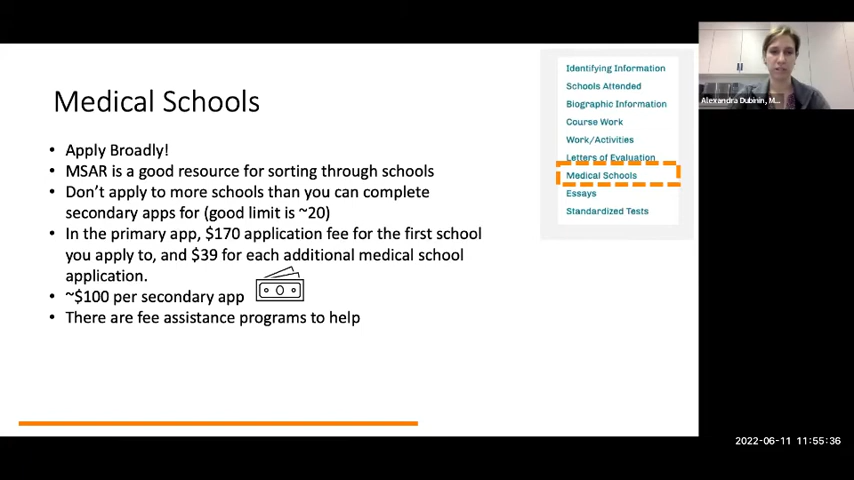 Medical Schools
• Apply Broadly!
• MSAR is a good resource for sorting through schools
• Don't apply to more schools than you can complete
secondary apps for (good limit is ~20)
• In the primary app, $170 application fee for the first school
you apply to, and $39 for each additional medical school
application.
• ~$100 per secondary app
• There are fee assistance programs to help
Identifying Information
Schools Attended
Biographic Information
Course Work
Work/Activities
Letters of Evaluation
Medical Schools
Essays
Standardized Tests
Alexandra Dubinin, M...
2022-06-11 11:55:36